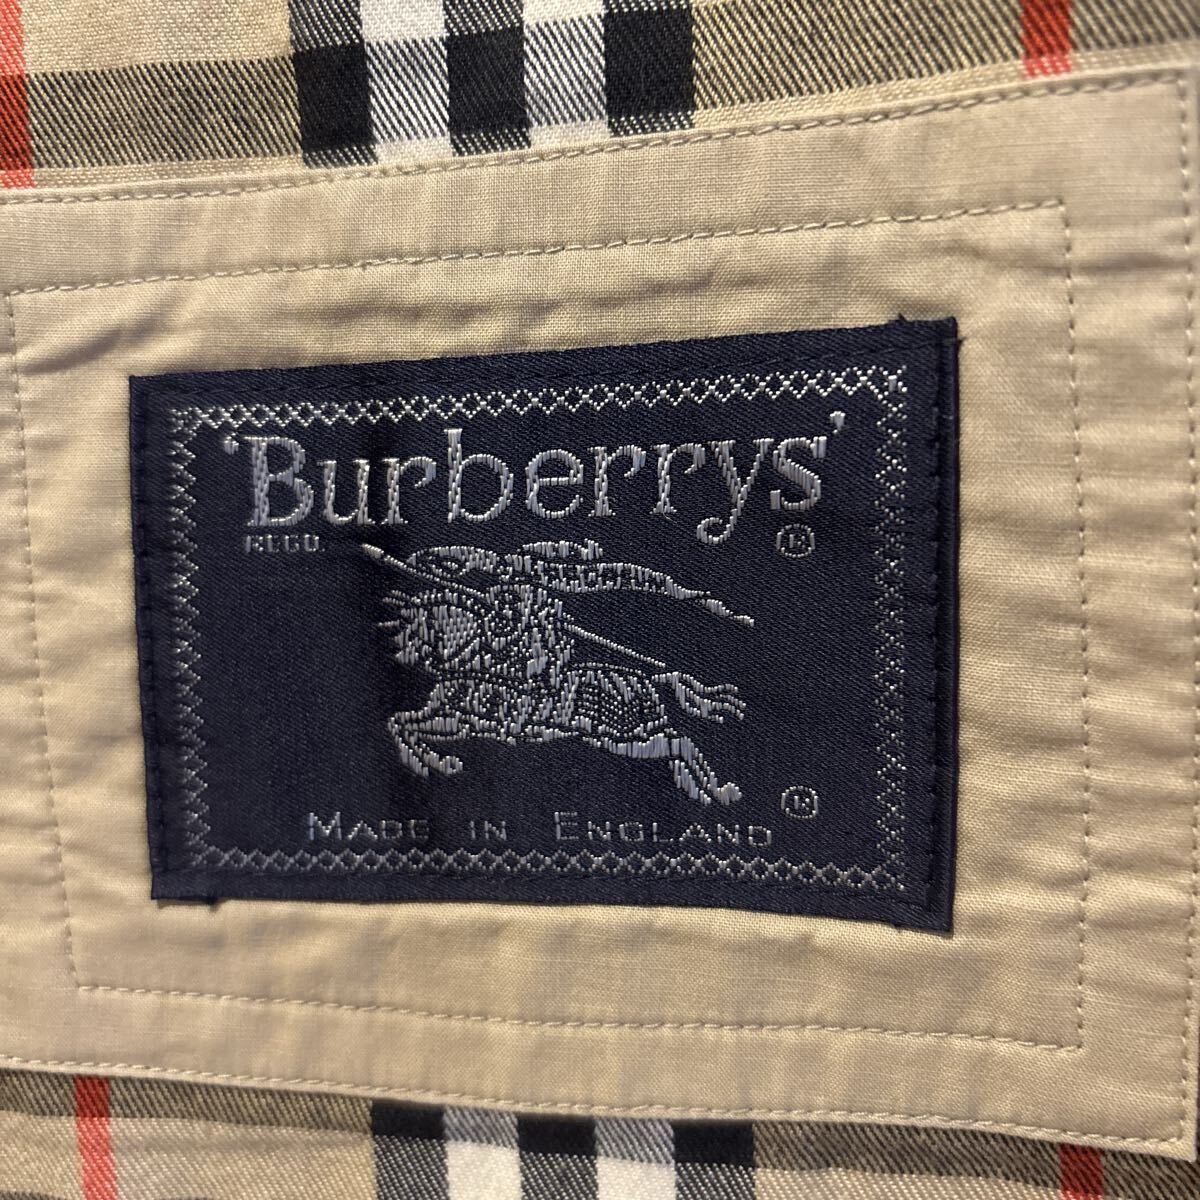 'Burberrys'
REGD. ®
®
MADE IN ENGLAND